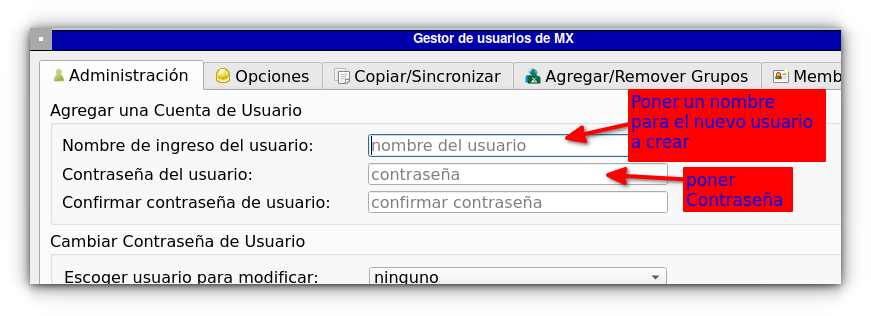 Gestor de usuarios de MX
Administración Opciones Copiar/Sincronizar Agregar/Remover Grupos Memb
Agregar una Cuenta de Usuario
Poner un nombre
para el nuevo usuario
a crear
Nombre de ingreso del usuario: nombre del usuario
Contraseña del usuario: contraseña
poner
Contraseña
Confirmar contraseña de usuario: confirmar contraseña
Cambiar Contraseña de Usuario
Escoger usuario para modificar: ninguno